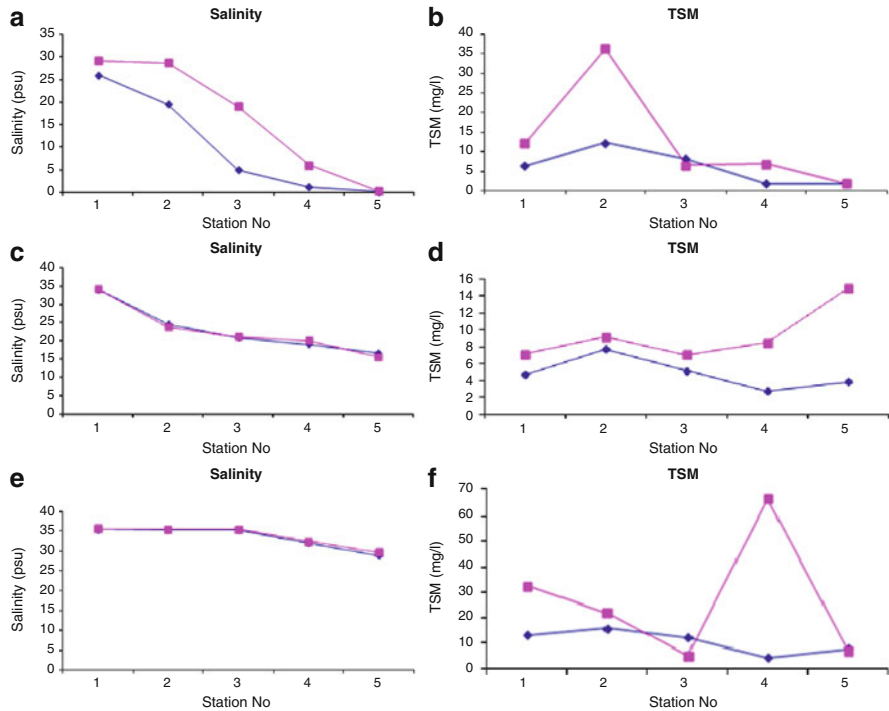 a
Salinity
35
30
25
20
15
10
5
0
Salinity (psu)
1 2 3 4 5
Station No
b
TSM
40
35
30
25
20
15
10
5
0
TSM (mg/l)
1 2 3 4 5
Station No
c
Salinity
40
35
30
25
20
15
10
5
0
Salinity (psu)
1 2 3 4 5
Station No
d
TSM
16
14
12
10
8
6
4
2
0
TSM (mg/l)
1 2 3 4 5
Station No
e
Salinity
40
35
30
25
20
15
10
5
0
Salinity (psu)
1 2 3 4 5
Station No
f
TSM
70
60
50
40
30
20
10
0
TSM (mg/l)
1 2 3 4 5
Station No